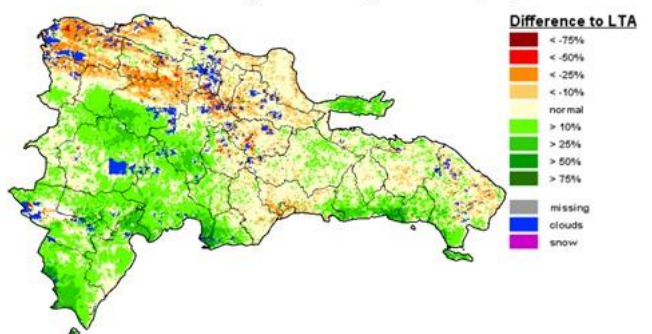 Difference to LTA
< -75%
< -50%
< -25%
< -10%
normal
> 10%
> 25%
> 50%
> 75%
missing
clouds
snow